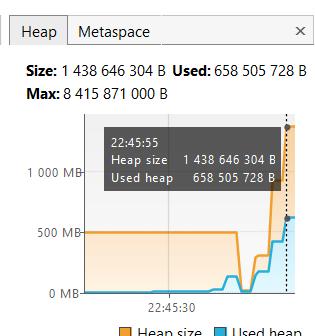 Heap Metaspace ×
Size: 1 438 646 304 B Used: 658 505 728 B
Max: 8 415 871 000 B
22:45:55
Heap size 1 438 646 304 B
Used heap 658 505 728 B
1 000 MB
500 MB
0 MB
22:45:30
Heap size Used heap